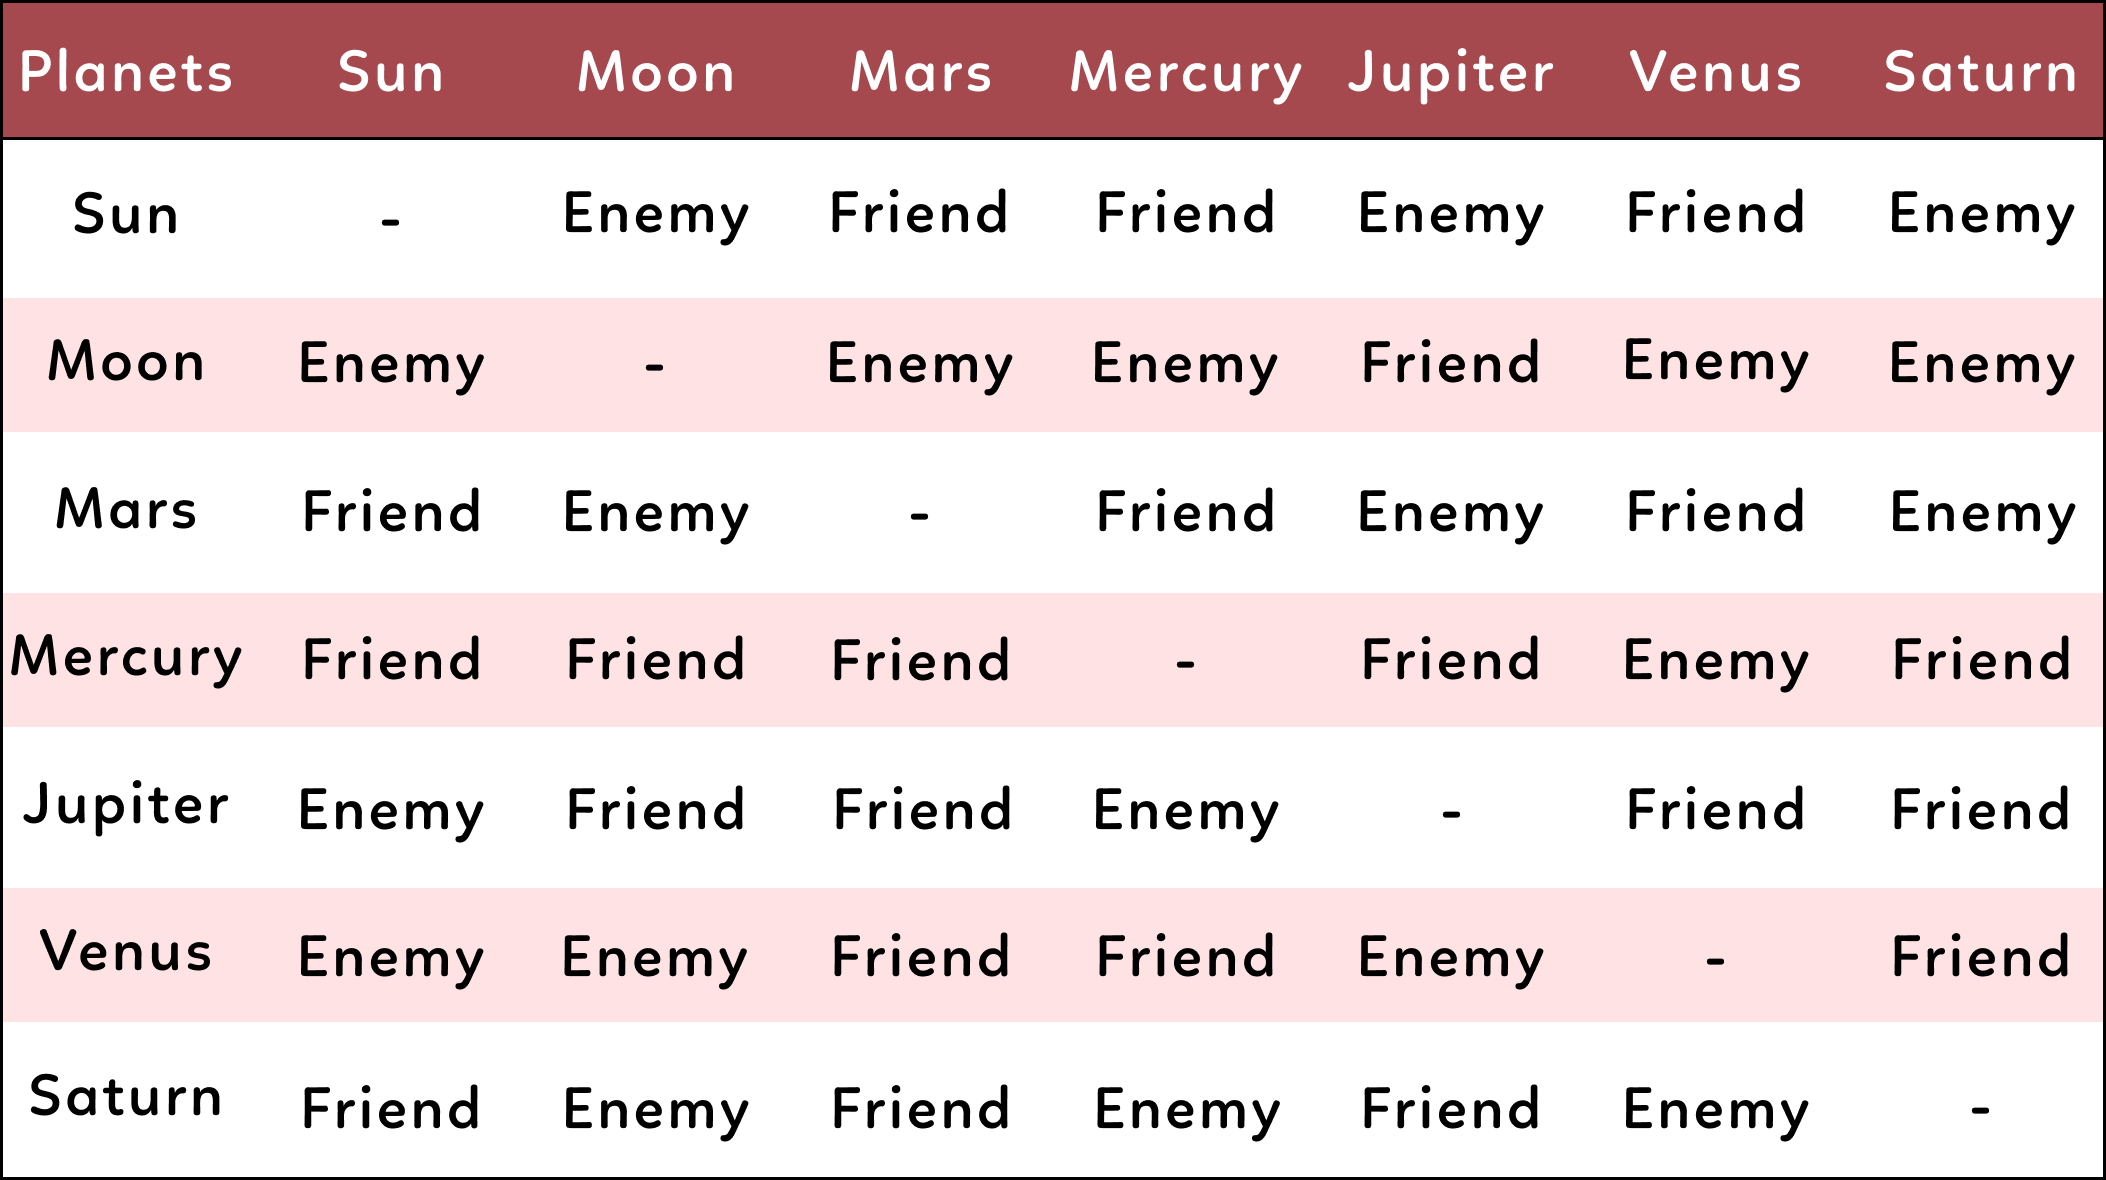 Planets Sun Moon Mars Mercury Jupiter Venus Saturn
Sun - Enemy Friend Friend Enemy Friend Enemy
Moon Enemy - Enemy Enemy Friend Enemy Enemy
Mars Friend Enemy - Friend Enemy Friend Enemy
Mercury Friend Friend Friend - Friend Enemy Friend
Jupiter Enemy Friend Friend Enemy - Friend Friend
Venus Enemy Enemy Friend Friend Enemy - Friend
Saturn Friend Enemy Friend Enemy Friend Enemy -